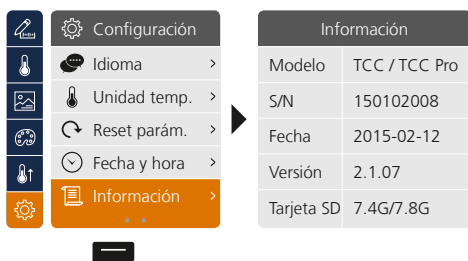 Configuración
Idioma
Unidad temp.
Reset parám.
Fecha y hora
Información
Información
Modelo TCC / TCC Pro
S/N 150102008
Fecha 2015-02-12
Versión 2.1.07
Tarjeta SD 7.4G/7.8G